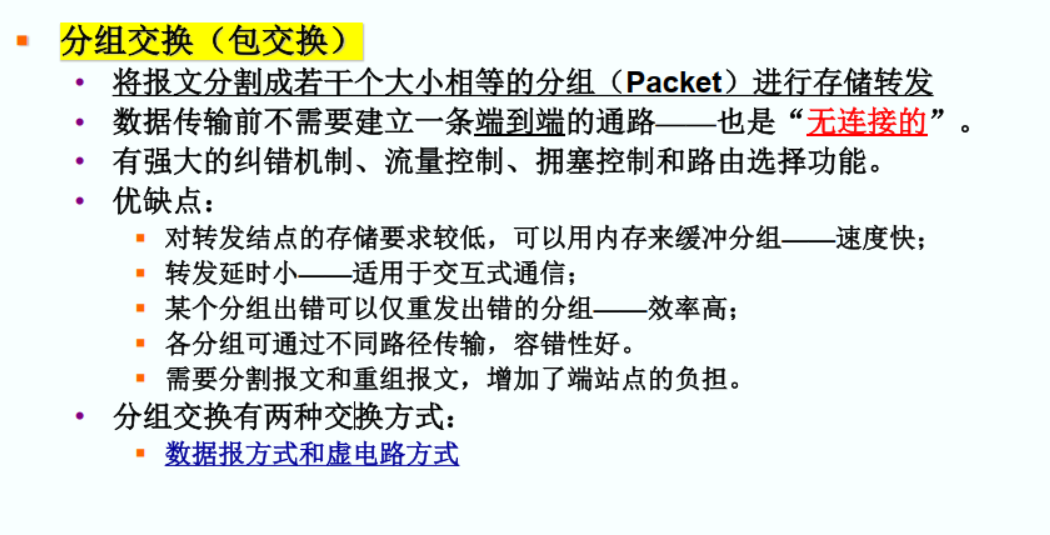 分组交换（包交换）
将报文分割成若干个大小相等的分组（Packet）进行存储转发
数据传输前不需要建立一条端到端的通路——也是“无连接的”。
有强大的纠错机制、流量控制、拥塞控制和路由选择功能。
优缺点：
对转发结点的存储要求较低，可以用内存来缓冲分组——速度快；
转发延时小——适用于交互式通信；
某个分组出错可以仅重发出错的分组——效率高；
各分组可通过不同路径传输，容错性好。
需要分割报文和重组报文，增加了端站点的负担。
分组交换有两种交换方式：
数据报方式和虚电路方式